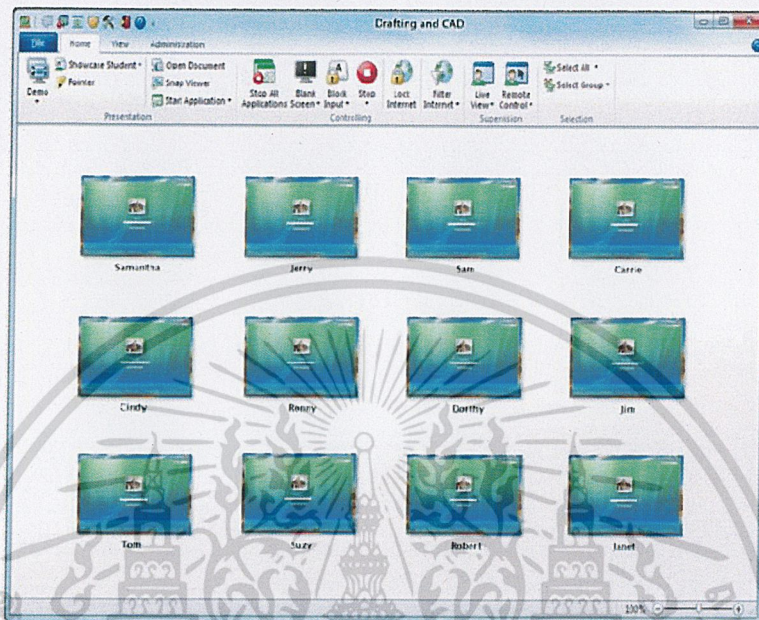 Drafting and CAD
File Home View Administration
Demo
Showcase Student
Pointer
Open Document
Snap Viewer
Start Application
Stop All Applications
Blank Screen
Block Input
Stop
Lock Internet
Filter Internet
Live View
Remote Control
Select All
Select Group
Presentation Controlling Supervision Selection
Samantha Jerry Sam Carrie
Cindy Ronny Dorthy Jim
Tom Suzy Robert Janet
100%